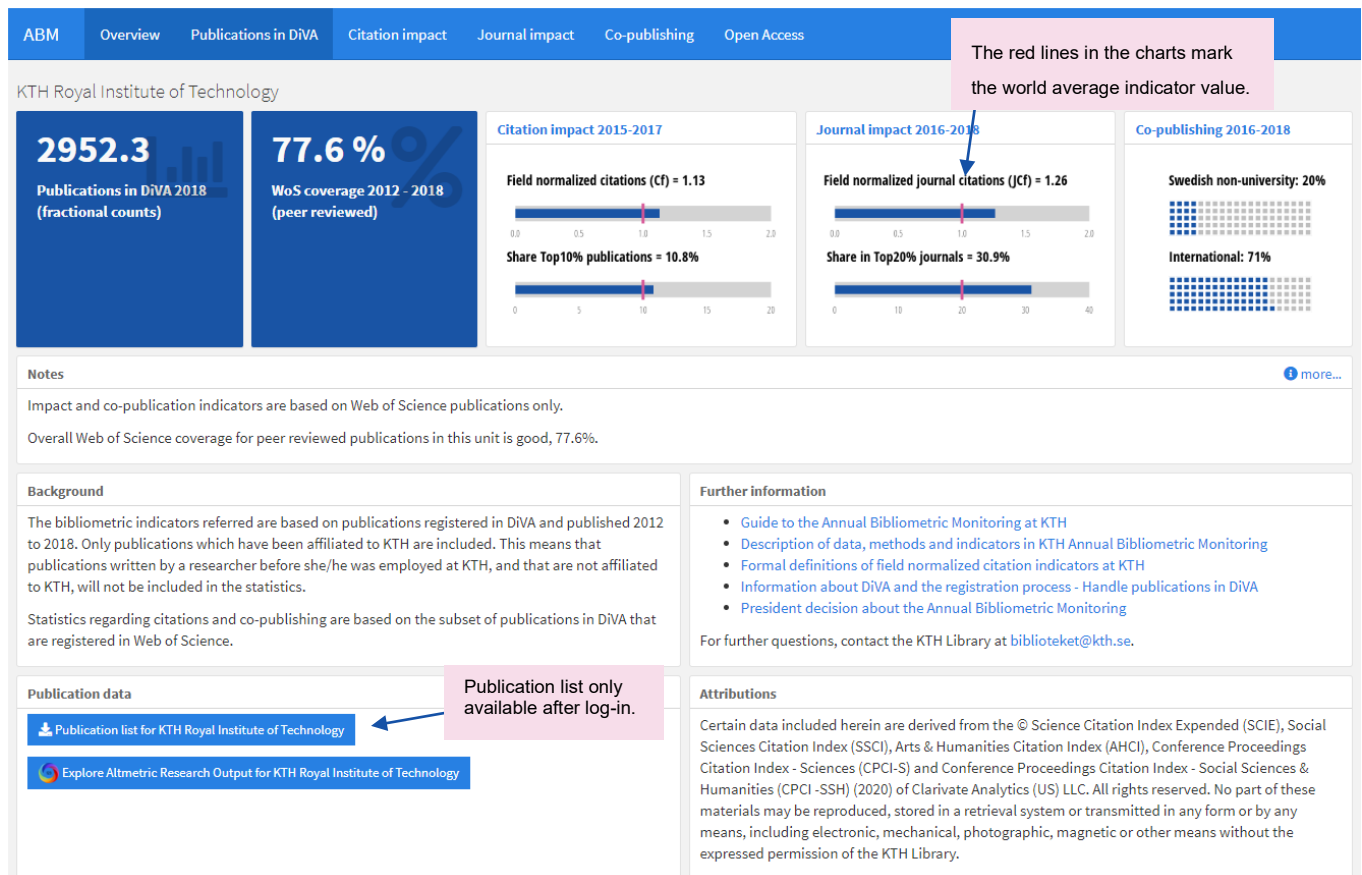 ABM Overview Publications in DiVA Citation impact Journal impact Co-publishing Open Access
The red lines in the charts mark
the world average indicator value.
KTH Royal Institute of Technology
2952.3
Publications in DiVA 2018
(fractional counts)
77.6 %
WoS coverage 2012 - 2018
(peer reviewed)
Citation impact 2015-2017
Field normalized citations (Cf) = 1.13
0.0 0.5 1.0 1.5 2.0
Share Top10% publications = 10.8%
0 5 10 15 20
Journal impact 2016-2018
Field normalized journal citations (JCf) = 1.26
0.0 0.5 1.0 1.5 2.0
Share in Top20% journals = 30.9%
0 10 20 30 40
Co-publishing 2016-2018
Swedish non-university: 20%
International: 71%
Notes
more...
Impact and co-publication indicators are based on Web of Science publications only.
Overall Web of Science coverage for peer reviewed publications in this unit is good, 77.6%.
Background
The bibliometric indicators referred are based on publications registered in DiVA and published 2012
to 2018. Only publications which have been affiliated to KTH are included. This means that
publications written by a researcher before she/he was employed at KTH, and that are not affiliated
to KTH, will not be included in the statistics.
Statistics regarding citations and co-publishing are based on the subset of publications in DiVA that
are registered in Web of Science.
Further information
• Guide to the Annual Bibliometric Monitoring at KTH
• Description of data, methods and indicators in KTH Annual Bibliometric Monitoring
• Formal definitions of field normalized citation indicators at KTH
• Information about DiVA and the registration process - Handle publications in DiVA
• President decision about the Annual Bibliometric Monitoring
For further questions, contact the KTH Library at biblioteket@kth.se.
Publication data
Publication list only
available after log-in.
Publication list for KTH Royal Institute of Technology
Explore Altmetric Research Output for KTH Royal Institute of Technology
Attributions
Certain data included herein are derived from the © Science Citation Index Expended (SCIE), Social
Sciences Citation Index (SSCI), Arts & Humanities Citation Index (AHCI), Conference Proceedings
Citation Index - Sciences (CPCI-S) and Conference Proceedings Citation Index - Social Sciences &
Humanities (CPCI -SSH) (2020) of Clarivate Analytics (US) LLC. All rights reserved. No part of these
materials may be reproduced, stored in a retrieval system or transmitted in any form or by any
means, including electronic, mechanical, photographic, magnetic or other means without the
expressed permission of the KTH Library.